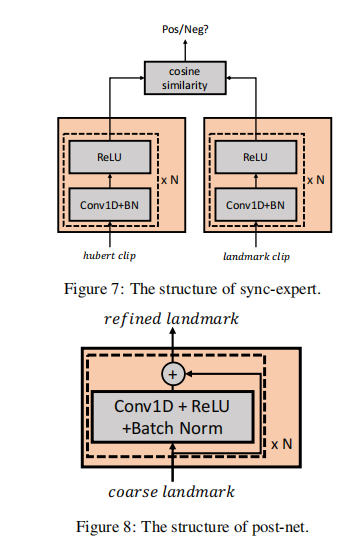 Pos/Neg?
cosine
similarity
ReLU
ReLU
x N
x N
Conv1D+BN
Conv1D+BN
hubert clip
landmark clip
Figure 7: The structure of sync-expert.
refined landmark
+
Conv1D + ReLU
+Batch Norm
x N
coarse landmark
Figure 8: The structure of post-net.